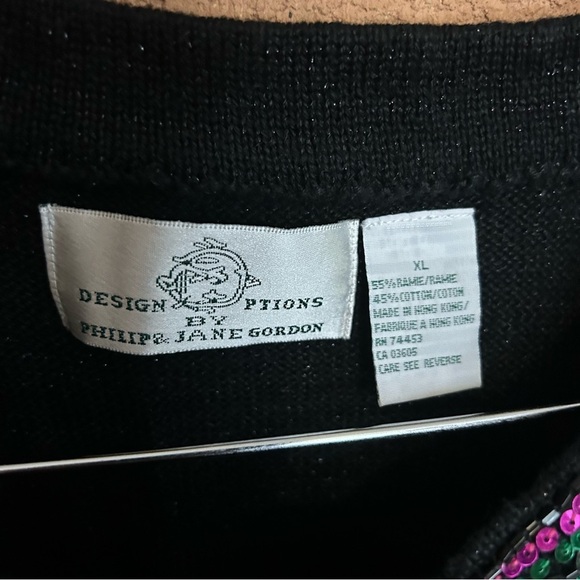 DESIGN OPTIONS
BY
PHILIP & JANE GORDON
XL
55% RAMIE/RAMIE
45% COTTON/COTON
MADE IN HONG KONG/
FABRIQUE A HONG KONG
RN 74453
CA 03605
CARE SEE REVERSE